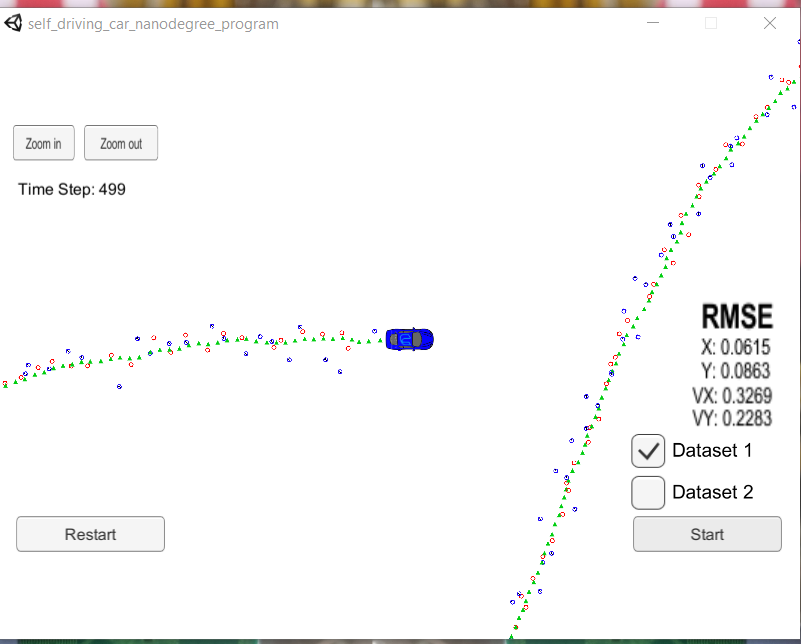 self_driving_car_nanodegree_program
Zoom in
Zoom out
Time Step: 499
RMSE
X: 0.0615
Y: 0.0863
VX: 0.3269
VY: 0.2283
Dataset 1
Dataset 2
Restart
Start